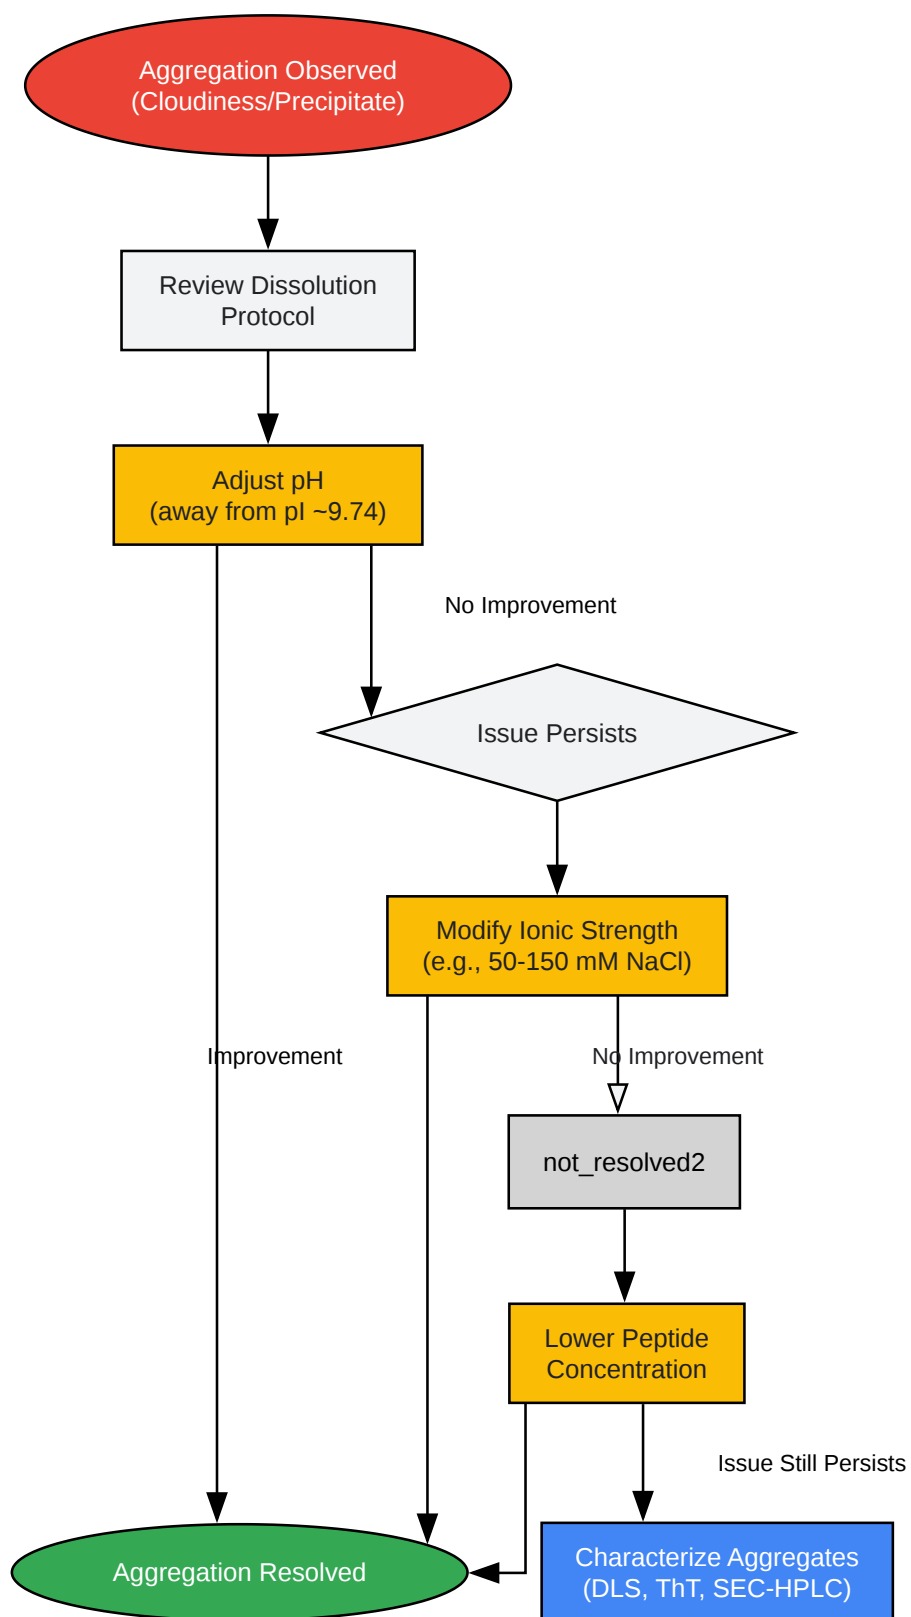 Aggregation Observed
(Cloudiness/Precipitate)
Review Dissolution
Protocol
Adjust pH
(away from pI ~9.74)
No Improvement
Issue Persists
Modify Ionic Strength
(e.g., 50-150 mM NaCl)
Improvement
No Improvement
not_resolved2
Lower Peptide
Concentration
Issue Still Persists
Aggregation Resolved
Characterize Aggregates
(DLS, ThT, SEC-HPLC)